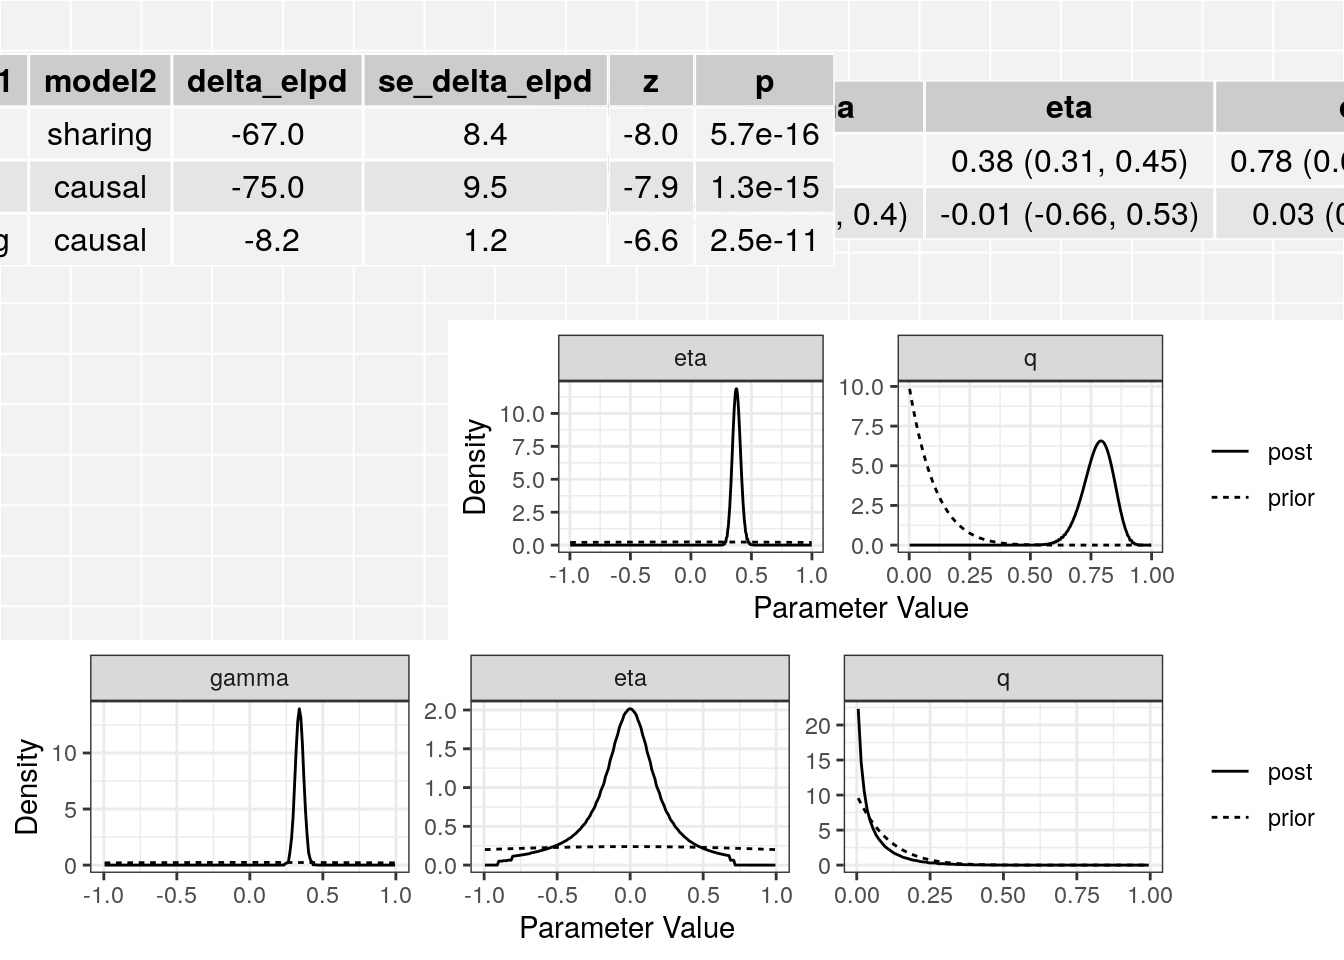 1 model2 delta_elpd se_delta_elpd z p
sharing -67.0 8.4 -8.0 5.7e-16
causal -75.0 9.5 -7.9 1.3e-15
g causal -8.2 1.2 -6.6 2.5e-11
a eta
0.38 (0.31, 0.45) 0.78 (0.
, 0.4) -0.01 (-0.66, 0.53) 0.03 (
eta q
Density
10.0
7.5
5.0
2.5
0.0
-1.0 -0.5 0.0 0.5 1.0
10.0
7.5
5.0
2.5
0.0
0.00 0.25 0.50 0.75 1.00
Parameter Value
post
prior
gamma eta q
Density
10
5
0
-1.0 -0.5 0.0 0.5 1.0
2.0
1.5
1.0
0.5
0.0
-1.0 -0.5 0.0 0.5 1.0
20
15
10
5
0
0.00 0.25 0.50 0.75 1.00
Parameter Value
post
prior